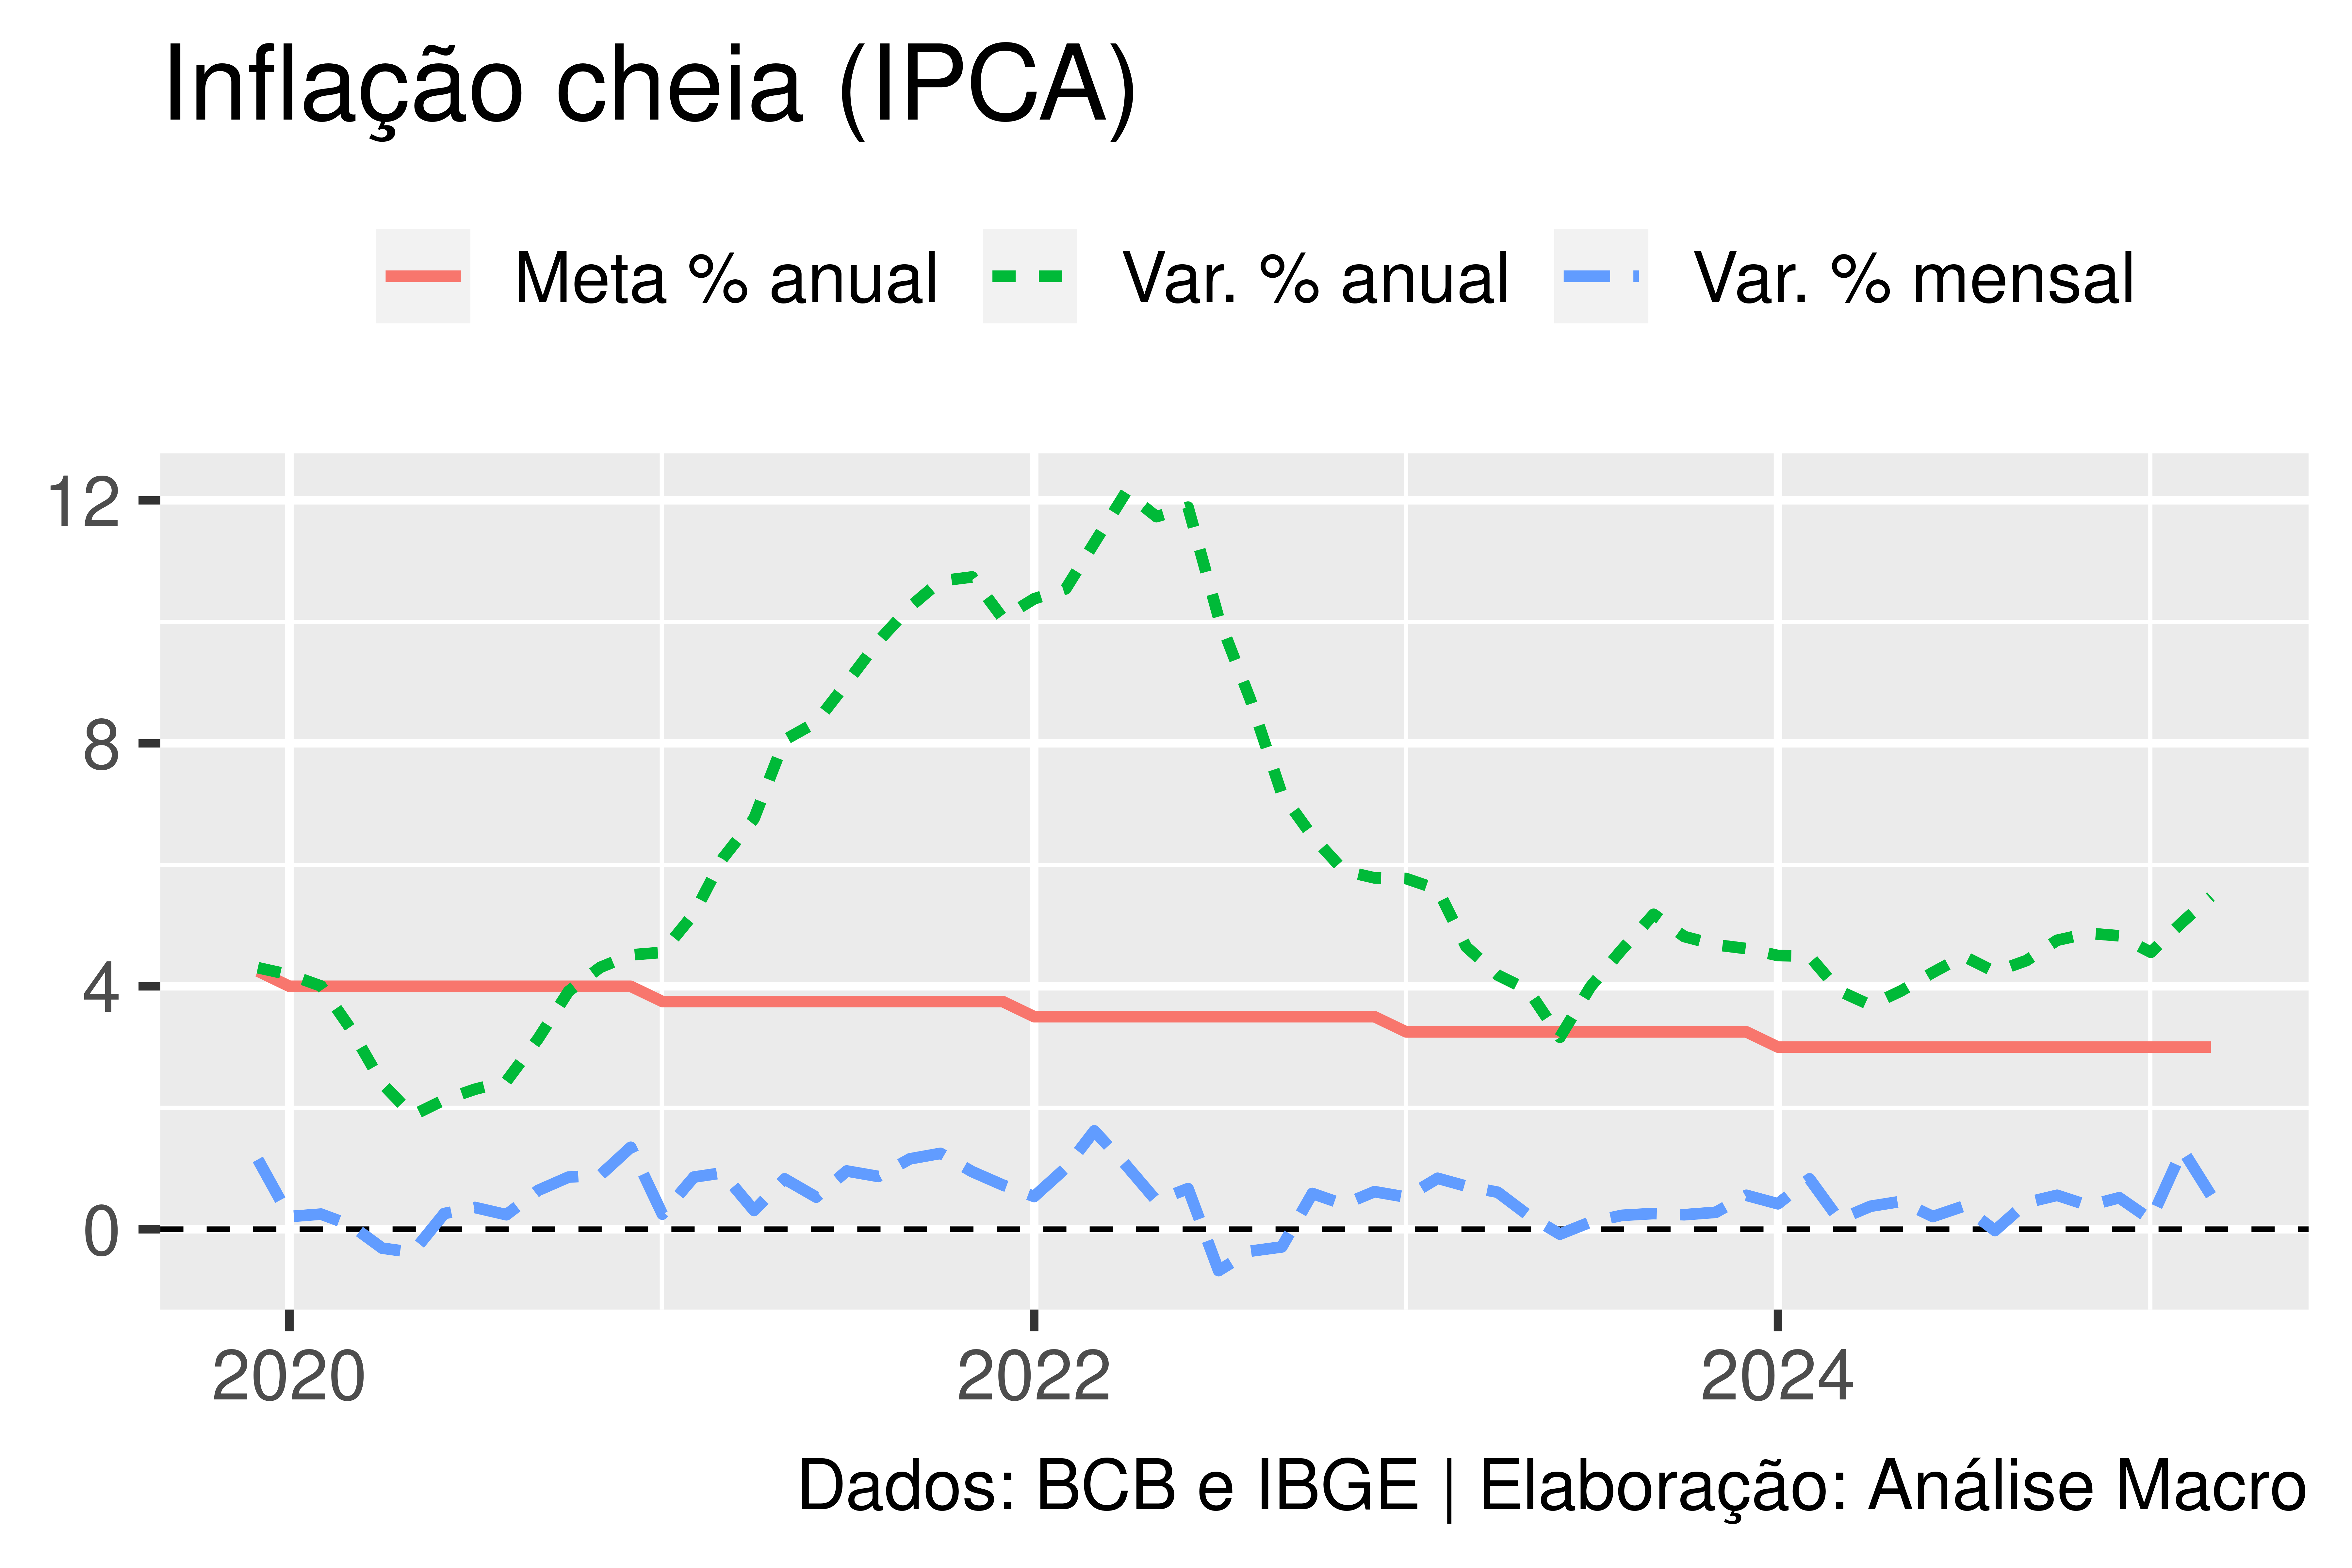 Inflação cheia (IPCA)
Meta % anual Var. % anual Var. % mensal
12
8
4
0
2020 2022 2024
Dados: BCB e IBGE | Elaboração: Análise Macro